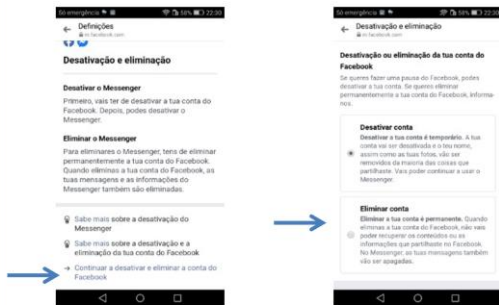 Só emergência 58% 22:30
← Definições
m.facebook.com
Desativação e eliminação
Desativar o Messenger
Primeiro, vais ter de desativar a tua conta do
Facebook. Depois, podes desativar o
Messenger.
Eliminar o Messenger
Para eliminares o Messenger, tens de eliminar
permanentemente a tua conta do Facebook.
Quando eliminas a tua conta do Facebook, as
tuas mensagens e as informações do
Messenger também são eliminadas.
Sabe mais sobre a desativação do
Messenger
Sabe mais sobre a desativação e a
eliminação da tua conta do Facebook
→ Continuar a desativar e eliminar a conta do
Facebook
Só emergência 58% 22:30
← Desativação e eliminação
m.facebook.com
Desativação ou eliminação da tua conta do
Facebook
Se queres fazer uma pausa do Facebook, podes
desativar a tua conta. Se queres eliminar
permanentemente a tua conta do Facebook, informa-
nos.
Desativar conta
Desativar a tua conta é temporário. A tua
conta vai ser desativada e o teu nome,
assim como as tuas fotos, vão ser
removidos da maioria das coisas que
partilhaste. Vais poder continuar a usar o
Messenger.
Eliminar conta
Eliminar a tua conta é permanente. Quando
eliminas a tua conta do Facebook, não vais
poder recuperar os conteúdos ou as
informações que partilhaste no Facebook.
No Messenger, as tuas mensagens também
vão ser apagadas.